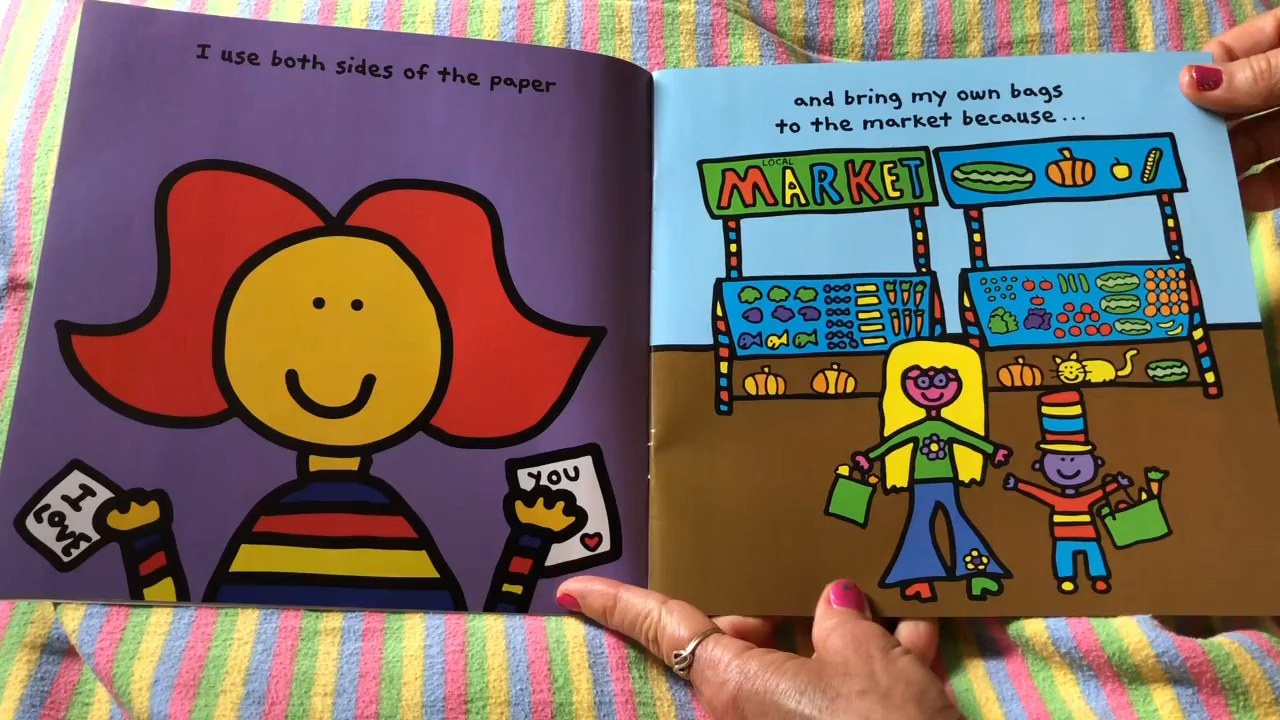 I use both sides of the paper
I
LOVE
YOU
and bring my own bags
to the market because...
LOCAL
MARKET